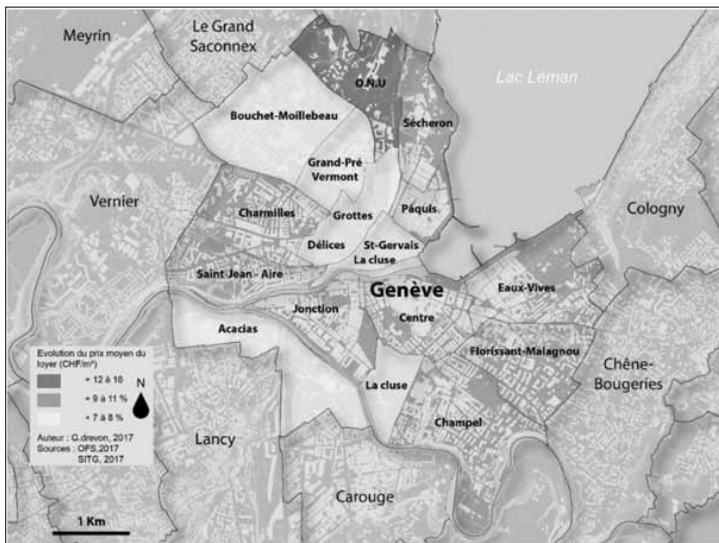 Meyrin
Le Grand
Saconnex
O.N.U
Lac Léman
Bouchet-Moillebeau
Sécheron
Grand-Pré
Vermont
Vernier
Charmilles
Grottes
Pâquis
Cologny
Délices
St-Gervais
La cluse
Saint Jean - Aire
Genève
Eaux-Vives
Jonction
Centre
Acacias
Florissant-Malagnou
Evolution du prix moyen du
loyer (CHF/m²)
+ 12 à 16
+ 9 à 11 %
+ 7 à 8 %
N
Auteur : G.drevon, 2017
Sources : OFS,2017
SITG, 2017
La cluse
Chêne-
Bougeries
Champel
Lancy
Carouge
1 Km